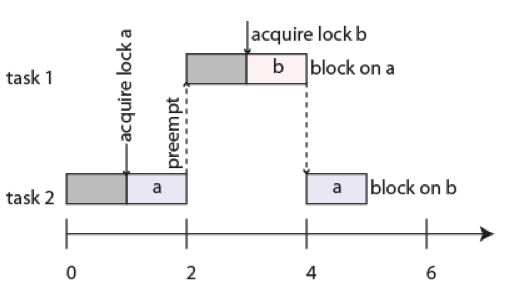 acquire lock b
task 1
b
block on a
acquire lock a
preempt
task 2
a
a
block on b
0
2
4
6